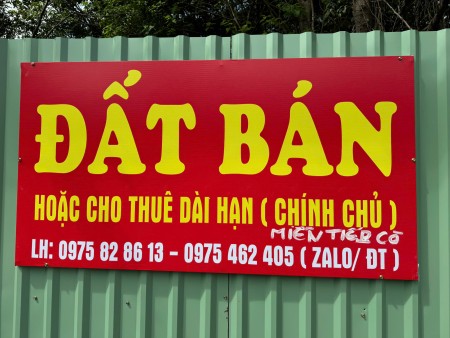 ĐẤT BÁN
HOẶC CHO THUÊ DÀI HẠN ( CHÍNH CHỦ )
MIỄN TIẾP CÒ
LH: 0975 82 86 13 - 0975 462 405 ( ZALO/ ĐT )